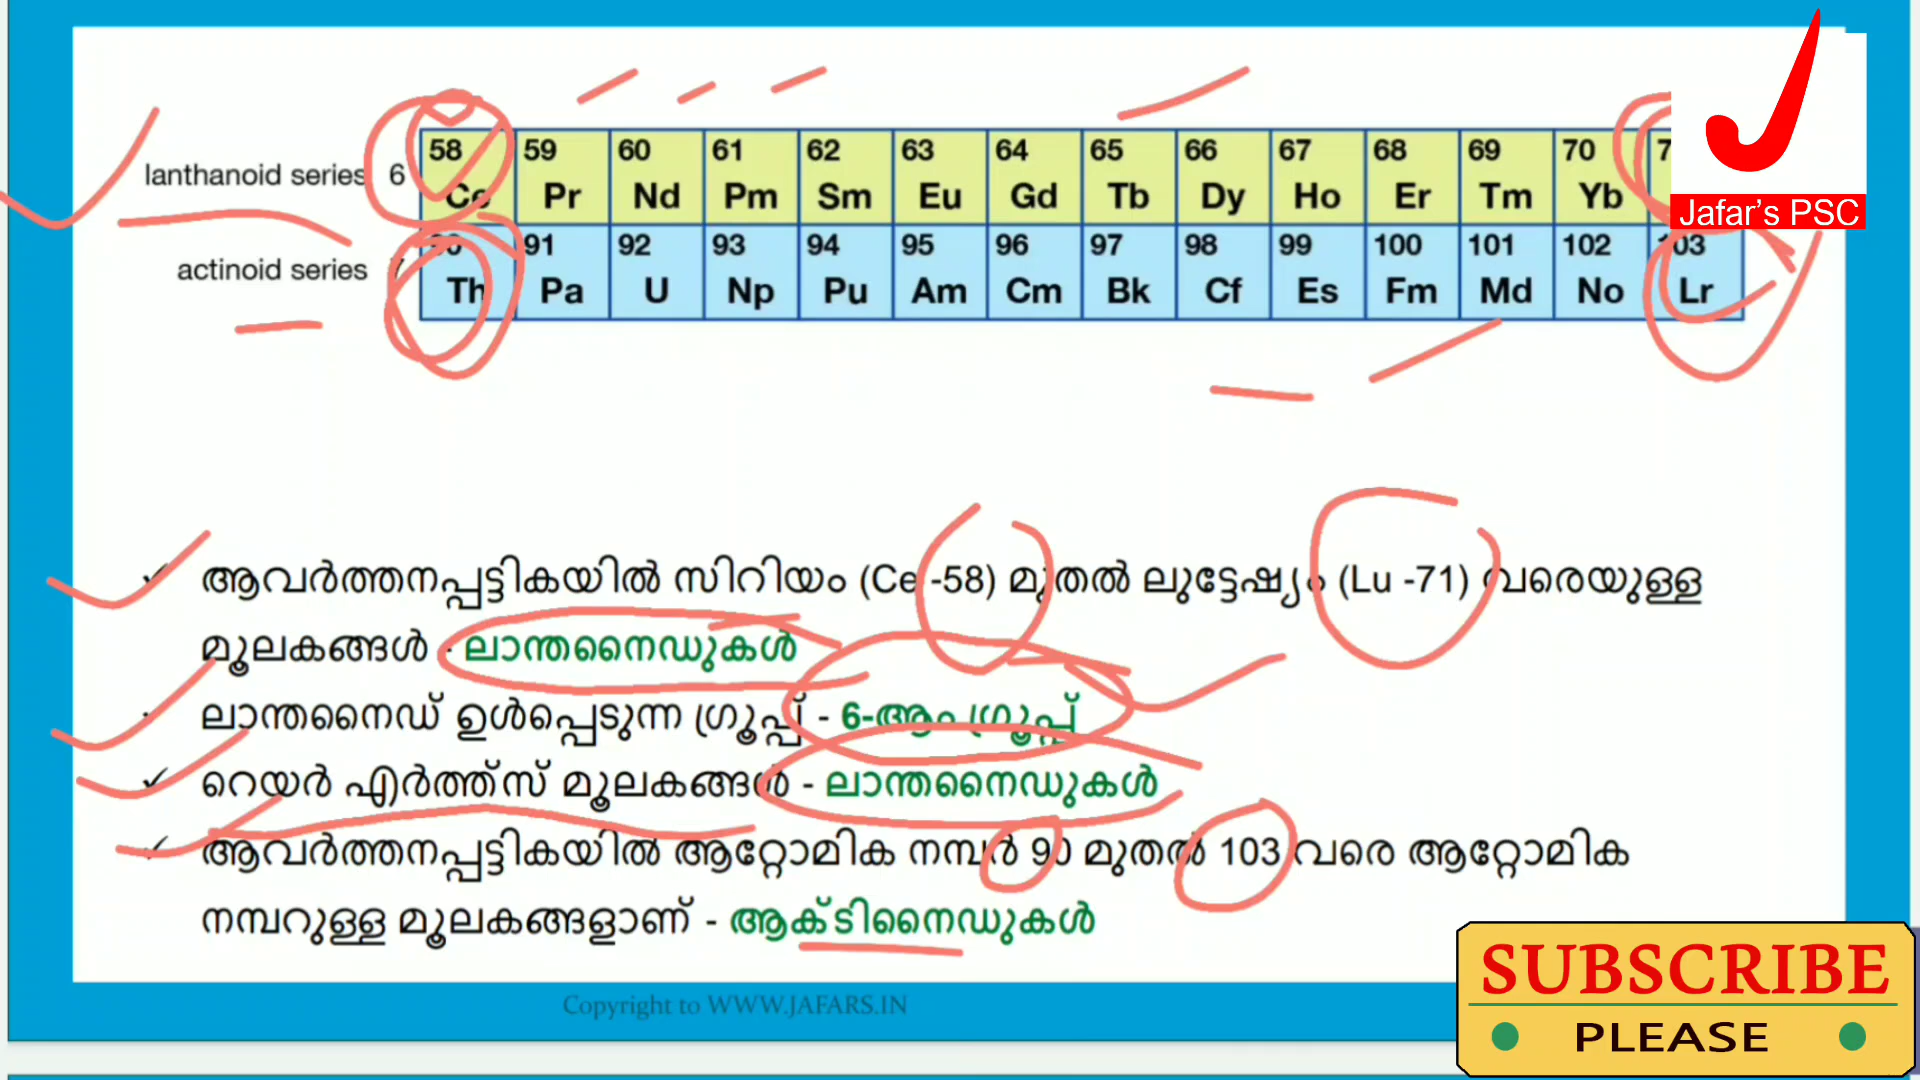 58 59 60 61 62 63 64 65 66 67 68 69 70
lanthanoid series 6
Ce Pr Nd Pm Sm Eu Gd Tb Dy Ho Er Tm Yb
Jafar's PSC
90 91 92 93 94 95 96 97 98 99 100 101 102 103
actinoid series 7
Th Pa U Np Pu Am Cm Bk Cf Es Fm Md No Lr
ആവർത്തനപ്പട്ടികയിൽ സിറിയം (Ce -58) മുതൽ ലുട്ടേഷ്യം (Lu -71) വരെയുള്ള
മൂലകങ്ങൾ - ലാന്തനൈഡുകൾ
ലാന്തനൈഡ് ഉൾപ്പെടുന്ന ഗ്രൂപ്പ് - 6-ആം ഗ്രൂപ്പ്
റെയർ എർത്ത്സ് മൂലകങ്ങൾ - ലാന്തനൈഡുകൾ
ആവർത്തനപ്പട്ടികയിൽ ആറ്റോമിക നമ്പർ 90 മുതൽ 103 വരെ ആറ്റോമിക
നമ്പറുള്ള മൂലകങ്ങളാണ് - ആക്ടിനൈഡുകൾ
Copyright to WWW.JAFARS.IN
SUBSCRIBE
PLEASE